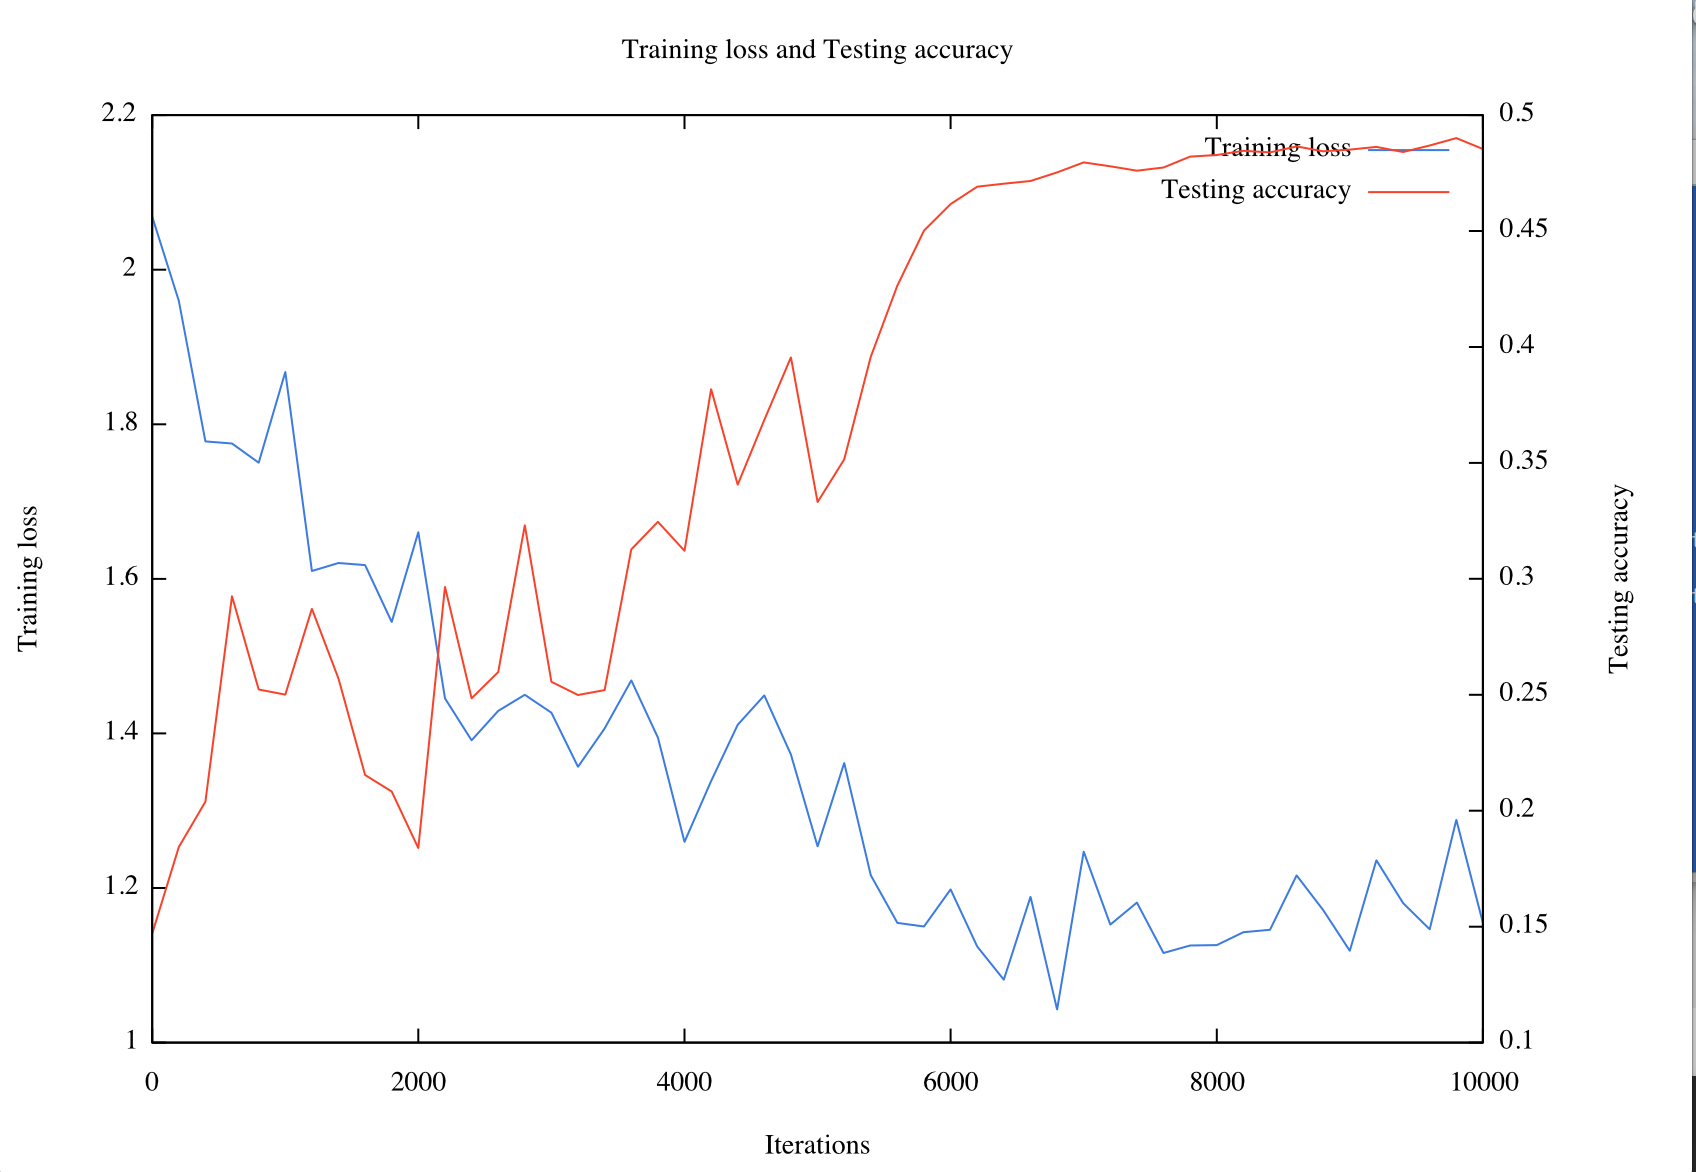 Training loss and Testing accuracy
2.2
2
1.8
1.6
1.4
1.2
1
0.5
0.45
0.4
0.35
0.3
0.25
0.2
0.15
0.1
Training loss
Testing accuracy
Training loss
Testing accuracy
0 2000 4000 6000 8000 10000
Iterations